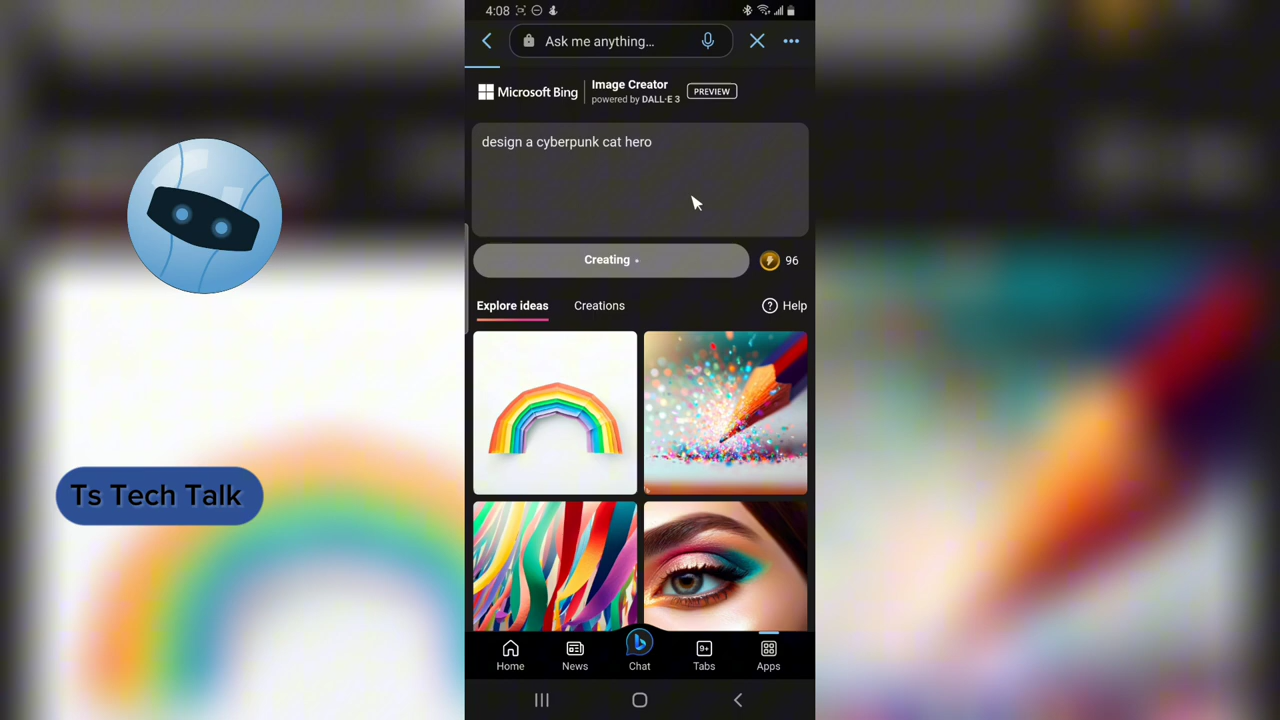 4:08
Ask me anything...
Microsoft Bing
Image Creator
powered by DALL·E 3
PREVIEW
design a cyberpunk cat hero
Creating
96
Explore ideas
Creations
Help
Ts Tech Talk
9+
Home
News
Chat
Tabs
Apps